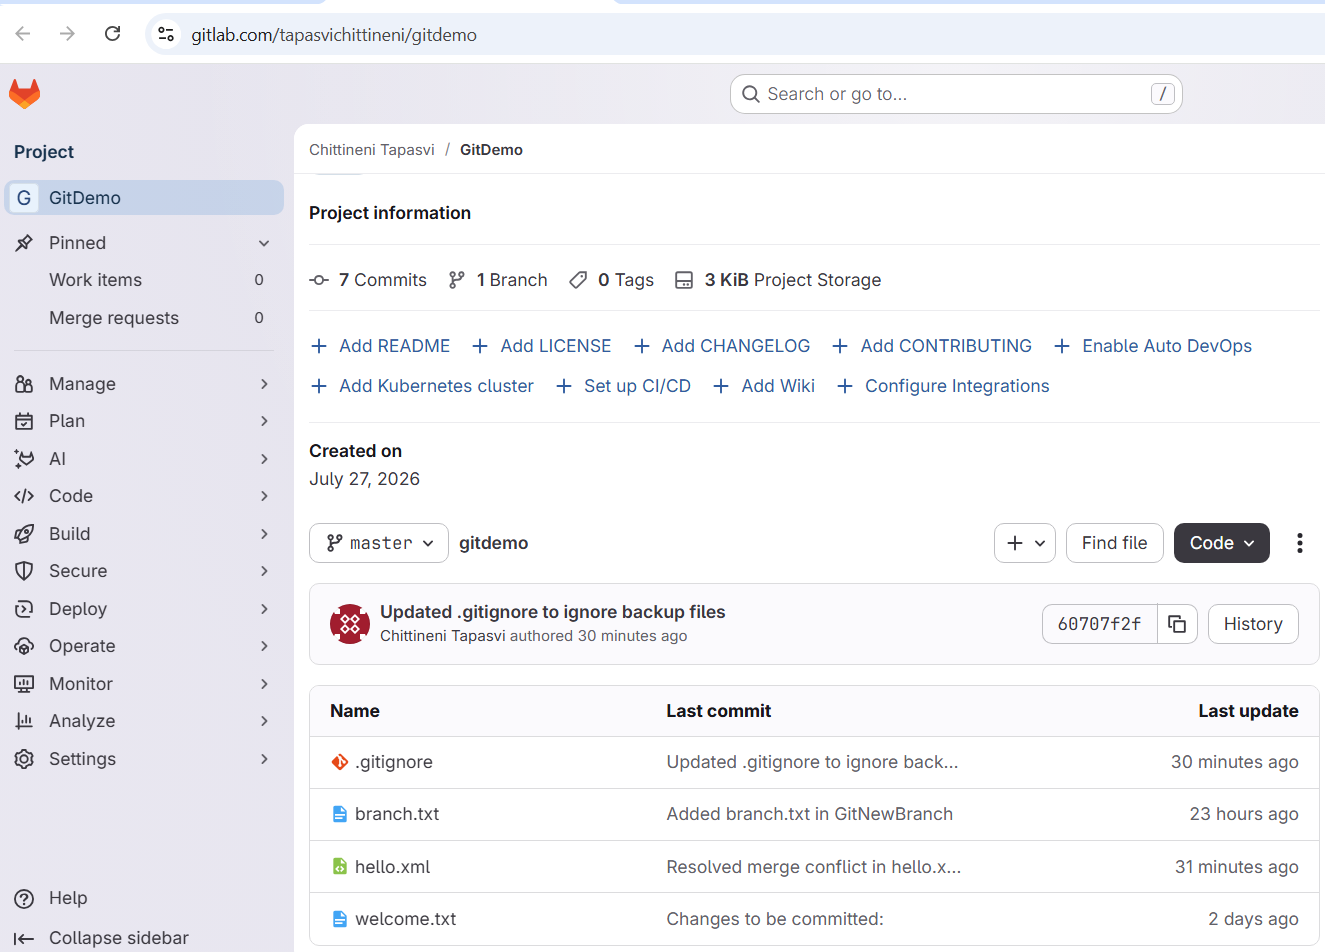 gitlab.com/tapasvichittineni/gitdemo
Search or go to... /
Project
G GitDemo
Pinned
Work items 0
Merge requests 0
Manage
Plan
AI
Code
Build
Secure
Deploy
Operate
Monitor
Analyze
Settings
Help
Collapse sidebar
Chittineni Tapasvi / GitDemo
Project information
7 Commits 1 Branch 0 Tags 3 KiB Project Storage
Add README Add LICENSE Add CHANGELOG Add CONTRIBUTING Enable Auto DevOps
Add Kubernetes cluster Set up CI/CD Add Wiki Configure Integrations
Created on
July 27, 2026
master gitdemo Find file Code
Updated .gitignore to ignore backup files
Chittineni Tapasvi authored 30 minutes ago
60707f2f History
Name Last commit Last update
.gitignore Updated .gitignore to ignore back... 30 minutes ago
branch.txt Added branch.txt in GitNewBranch 23 hours ago
hello.xml Resolved merge conflict in hello.x... 31 minutes ago
welcome.txt Changes to be committed: 2 days ago